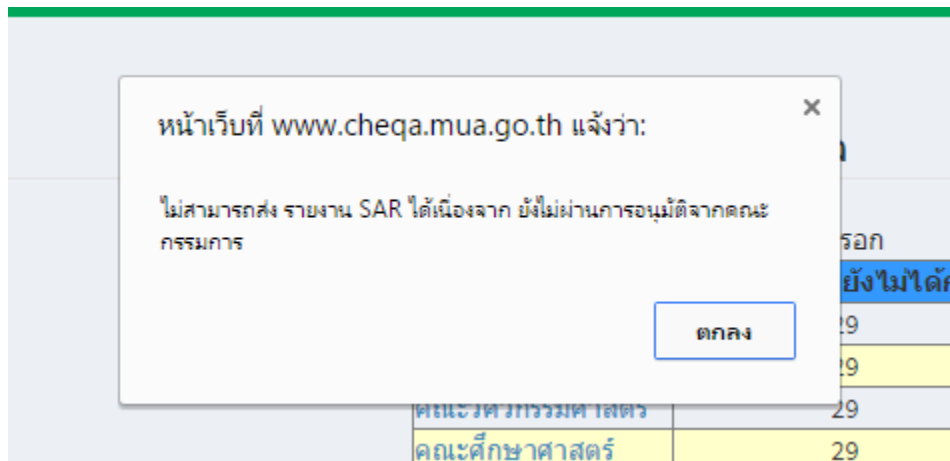 หน้าเว็บที่ www.cheqa.mua.go.th แจ้งว่า:
ไม่สามารถส่ง รายงาน SAR ได้เนื่องจาก ยังไม่ผ่านการอนุมัติจากคณะ
กรรมการ
ตกลง
รอก
ยังไม่ได้ก
29
29
29
คณะศึกษาศาสตร์ 29